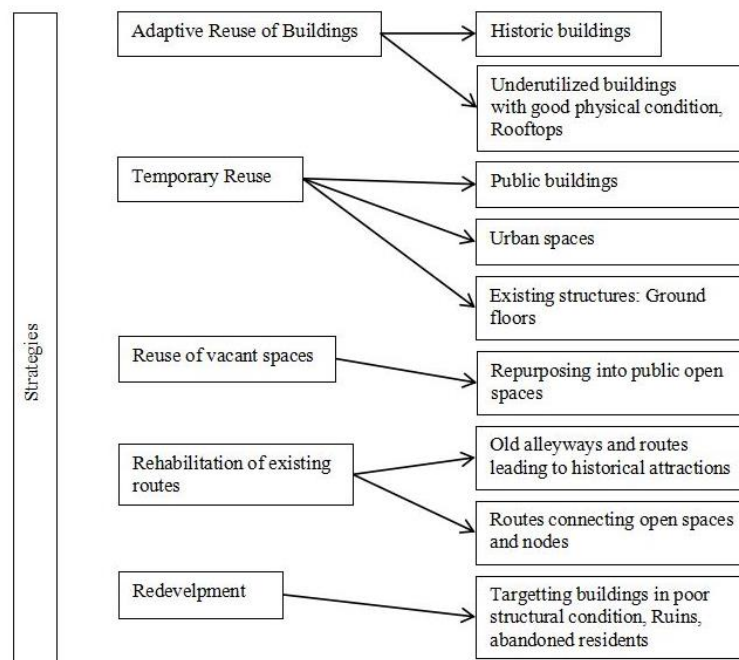 Strategies
Adaptive Reuse of Buildings
Historic buildings
Underutilized buildings
with good physical condition,
Rooftops
Temporary Reuse
Public buildings
Urban spaces
Existing structures: Ground
floors
Reuse of vacant spaces
Repurposing into public open
spaces
Rehabilitation of existing
routes
Old alleyways and routes
leading to historical attractions
Routes connecting open spaces
and nodes
Redevelpment
Targetting buildings in poor
structural condition, Ruins,
abandoned residents